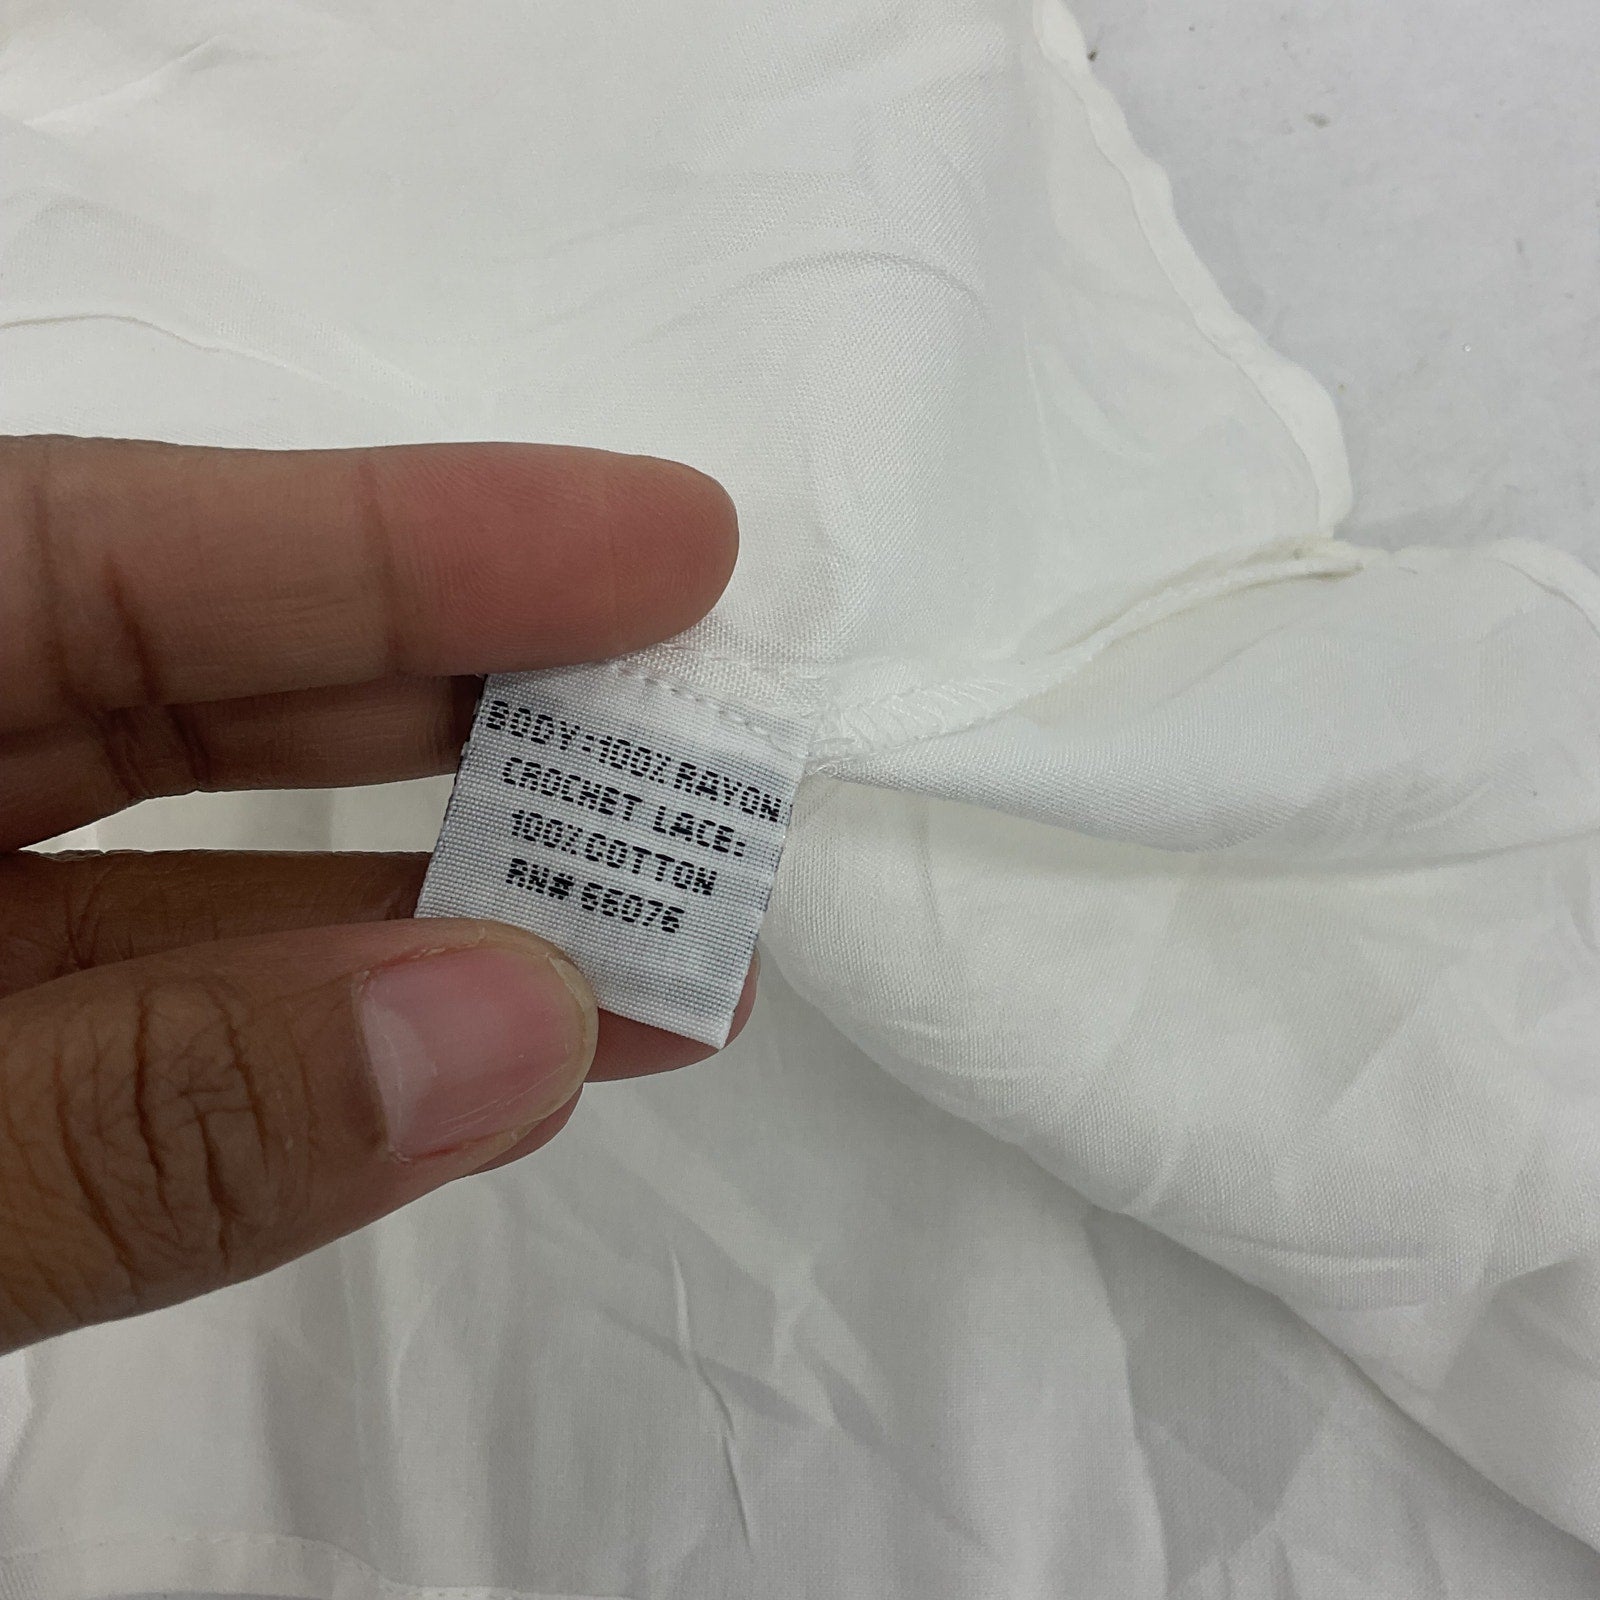 BODY:100% RAYON
CROCHET LACE:
100% COTTON
RN# 66076